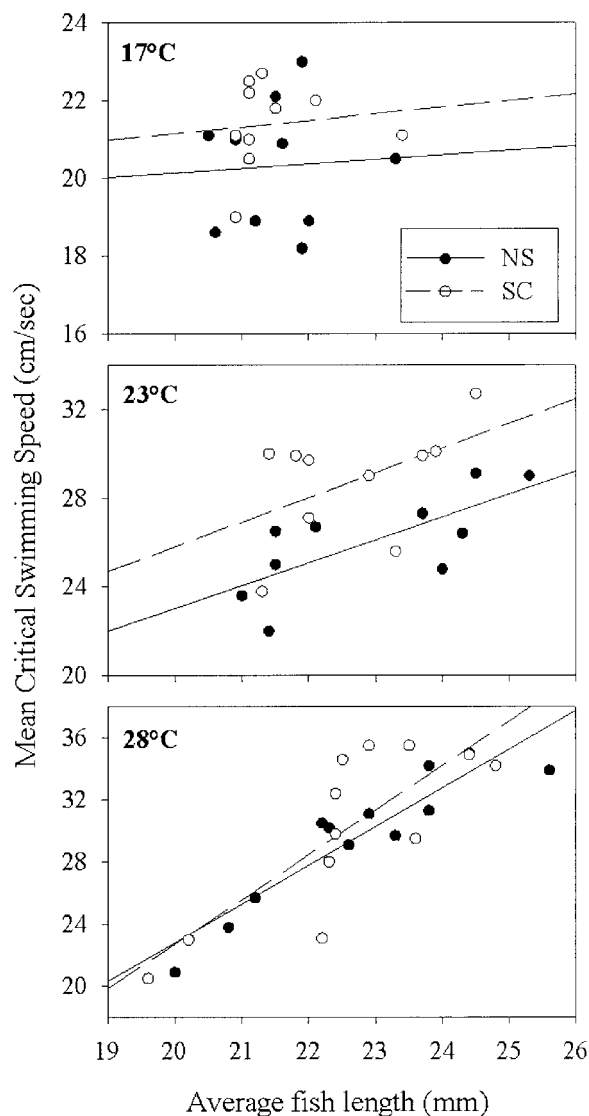 24
17°C
22
20
18
16
NS
SC
Mean Critical Swimming Speed (cm/sec)
32
23°C
28
24
20
36
28°C
32
28
24
20
19 20 21 22 23 24 25 26
Average fish length (mm)